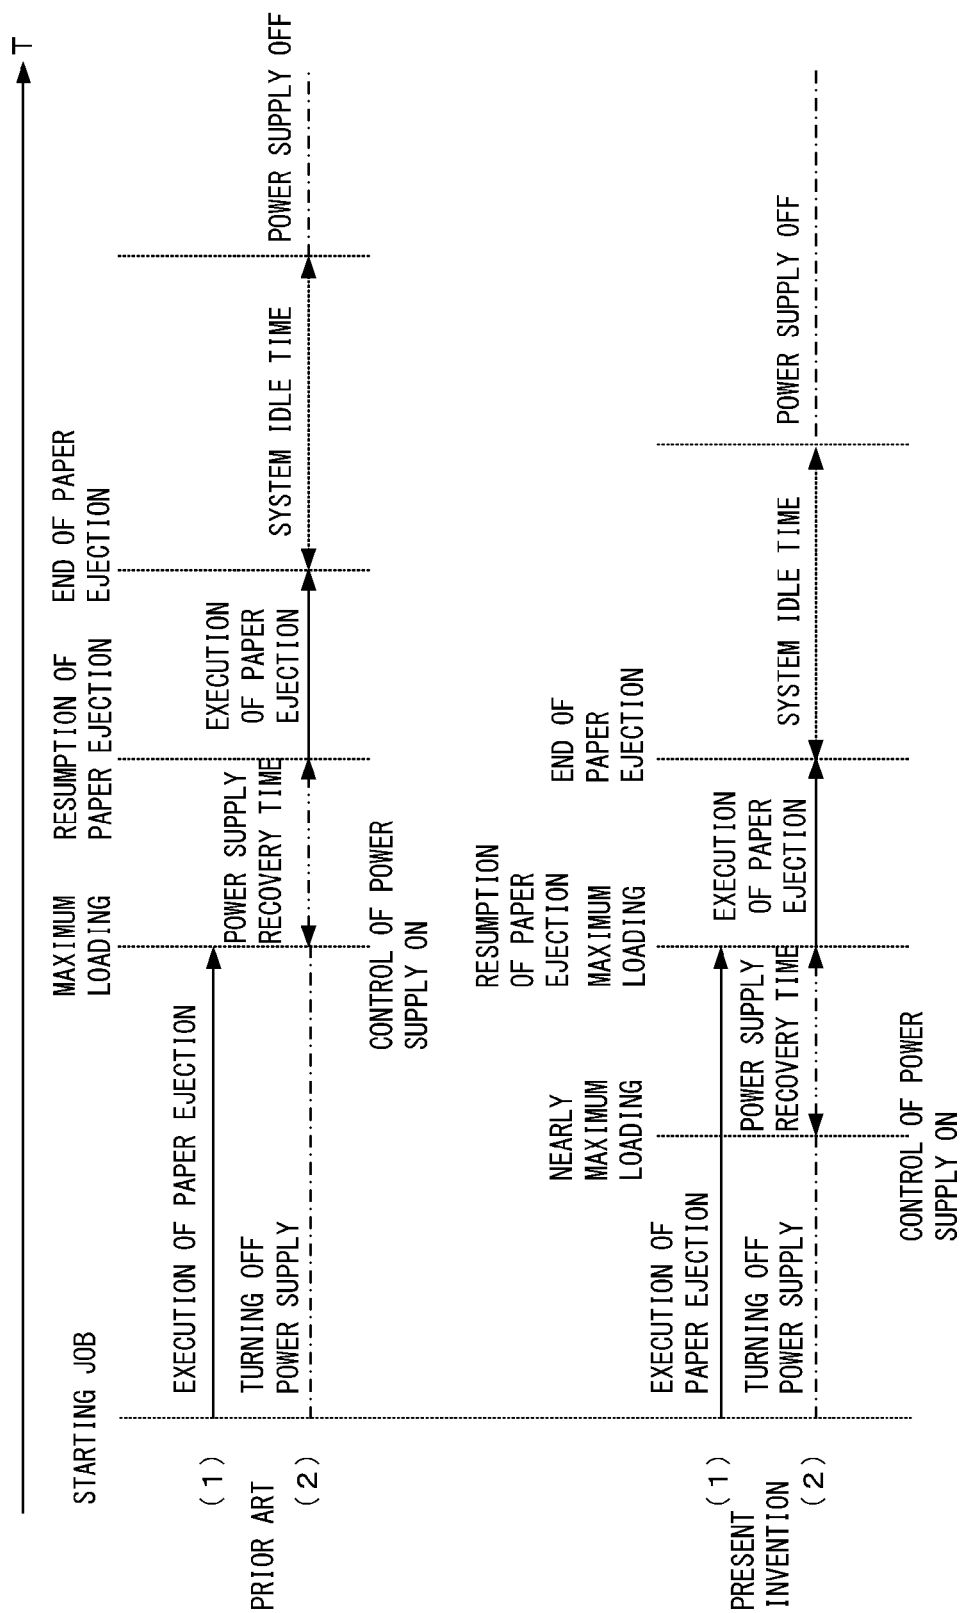 T
STARTING JOB
MAXIMUM
LOADING
RESUMPTION OF
PAPER EJECTION
END OF PAPER
EJECTION
PRIOR ART
(1)
EXECUTION OF PAPER EJECTION
(2)
TURNING OFF
POWER SUPPLY
POWER SUPPLY
RECOVERY TIME
EXECUTION
OF PAPER
EJECTION
SYSTEM IDLE TIME
POWER SUPPLY OFF
CONTROL OF POWER
SUPPLY ON
NEARLY
MAXIMUM
LOADING
RESUMPTION
OF PAPER
EJECTION
MAXIMUM
LOADING
END OF
PAPER
EJECTION
PRESENT
INVENTION
(1)
EXECUTION OF
PAPER EJECTION
(2)
TURNING OFF
POWER SUPPLY
POWER SUPPLY
RECOVERY TIME
EXECUTION
OF PAPER
EJECTION
SYSTEM IDLE TIME
POWER SUPPLY OFF
CONTROL OF POWER
SUPPLY ON